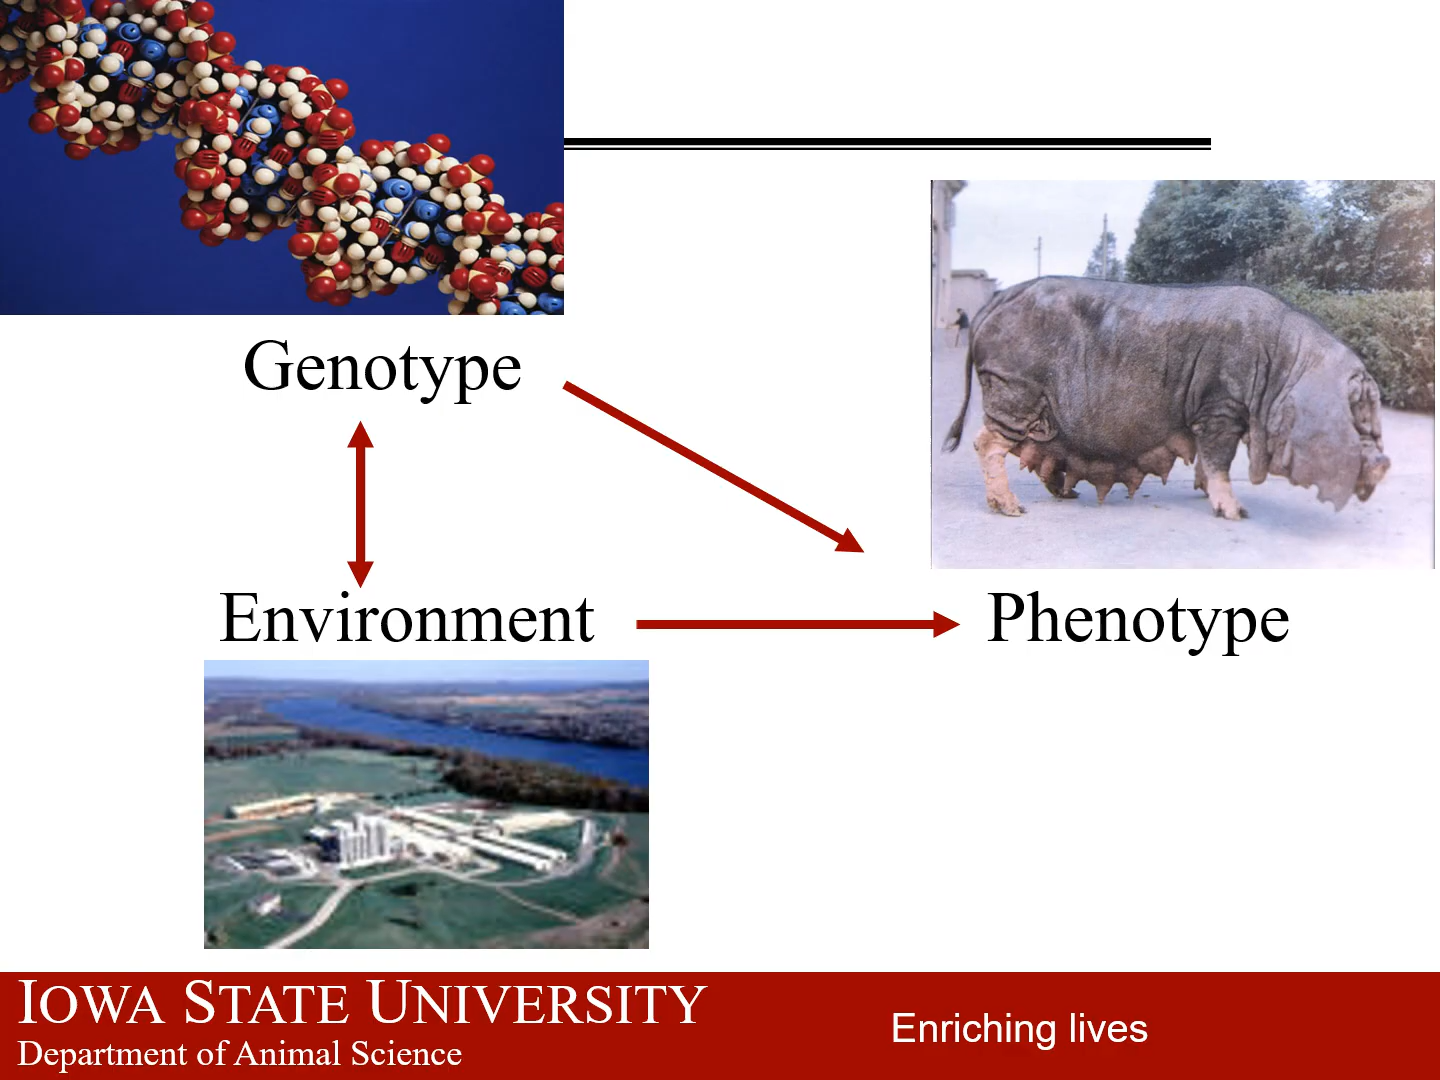 Genotype
Environment
Phenotype
IOWA STATE UNIVERSITY
Department of Animal Science
Enriching lives